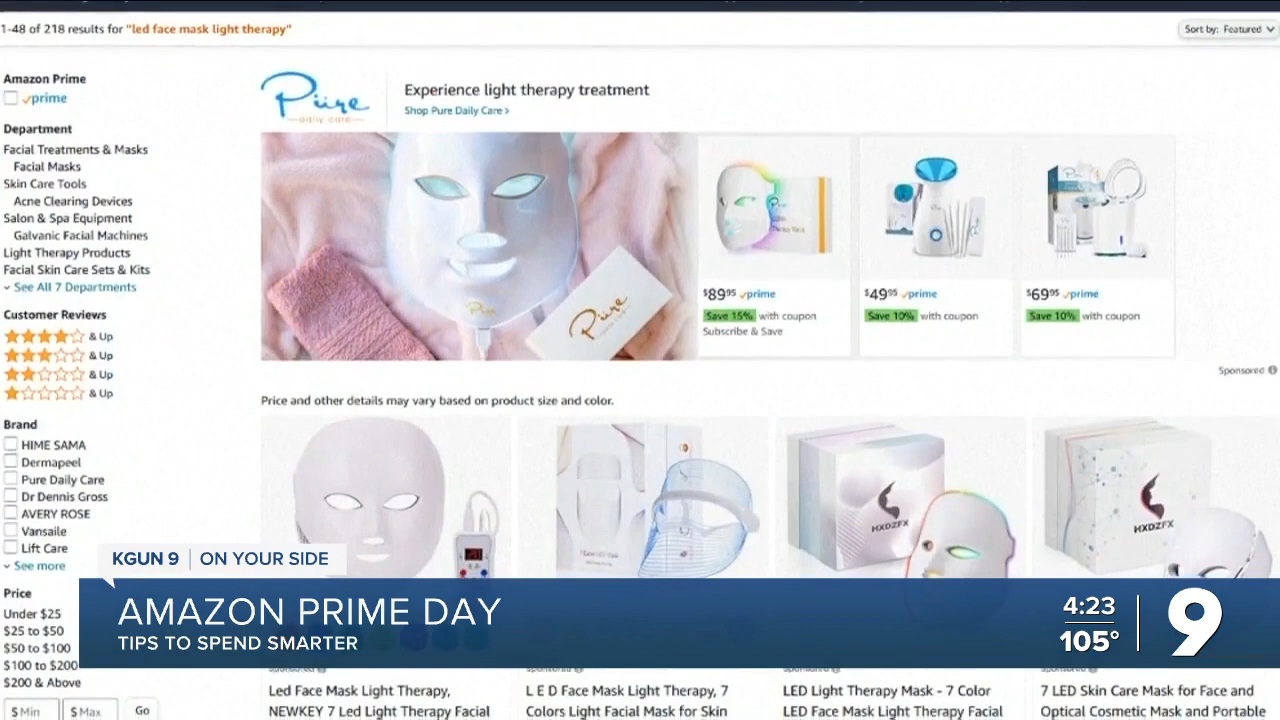 1-48 of 218 results for "led face mask light therapy"
Sort by: Featured
Amazon Prime
prime
Department
Facial Treatments & Masks
Facial Masks
Skin Care Tools
Acne Clearing Devices
Salon & Spa Equipment
Galvanic Facial Machines
Light Therapy Products
Facial Skin Care Sets & Kits
See All 7 Departments
Customer Reviews
& Up
& Up
& Up
& Up
Brand
HIME SAMA
Dermapeel
Pure Daily Care
Dr Dennis Gross
AVERY ROSE
Vansaile
Lift Care
See more
Price
Under $25
$25 to $50
$50 to $100
$100 to $200
$200 & Above
$ Min $ Max Go
Püre
daily care
Experience light therapy treatment
Shop Pure Daily Care >
Püre
Püre
$89.95 prime
Save 15% with coupon
Subscribe & Save
$49.95 prime
Save 10% with coupon
$69.95 prime
Save 10% with coupon
Sponsored
Price and other details may vary based on product size and color.
HXDZFX
HXDZFX
KGUN 9 | ON YOUR SIDE
AMAZON PRIME DAY
TIPS TO SPEND SMARTER
4:23
105°
9
Sponsored
Sponsored
Sponsored
Sponsored
Led Face Mask Light Therapy,
NEWKEY 7 Led Light Therapy Facial
L E D Face Mask Light Therapy, 7
Colors Light Facial Mask for Skin
LED Light Therapy Mask - 7 Color
LED Face Mask Light Therapy Facial
7 LED Skin Care Mask for Face and
Optical Cosmetic Mask and Portable